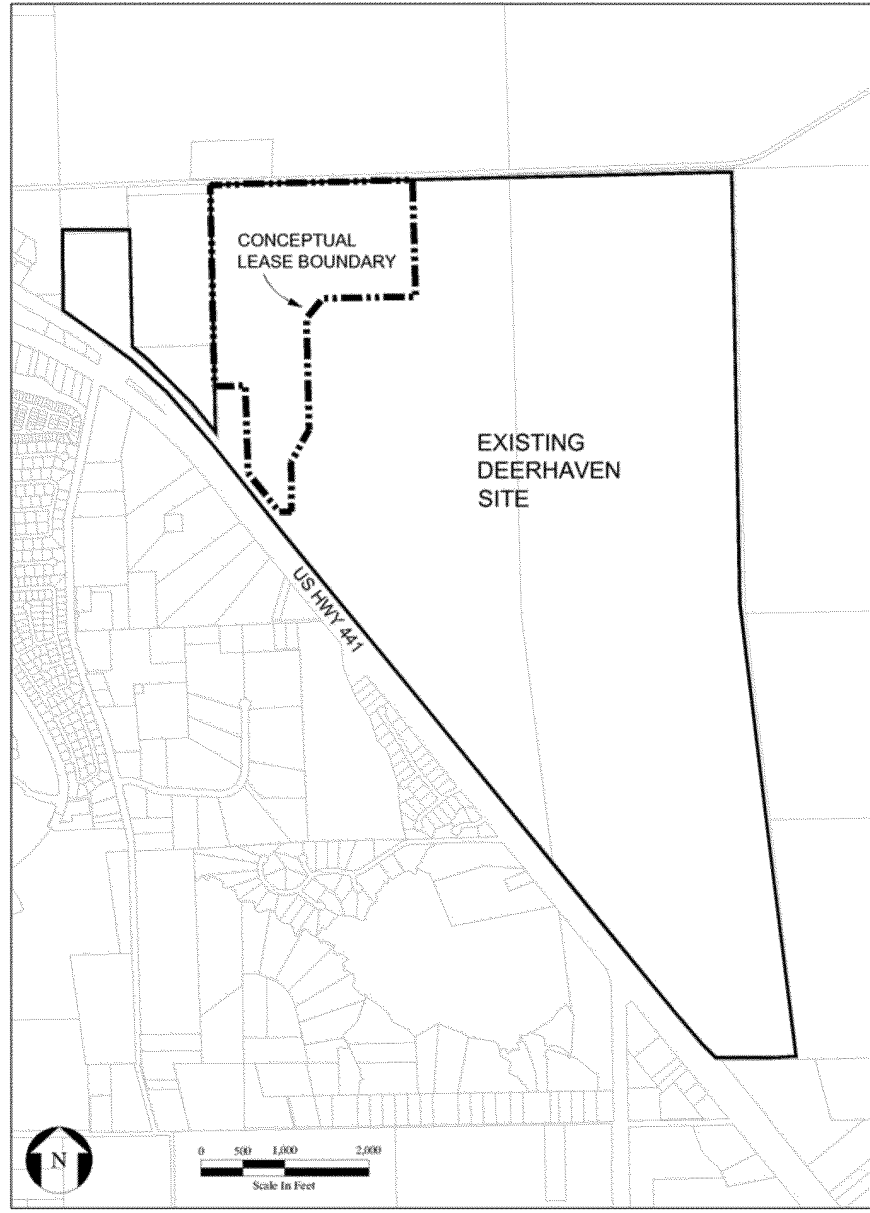 CONCEPTUAL
LEASE BOUNDARY
EXISTING
DEERHAVEN
SITE
US HWY 441
N
0 500 1,000 2,000
Scale In Feet